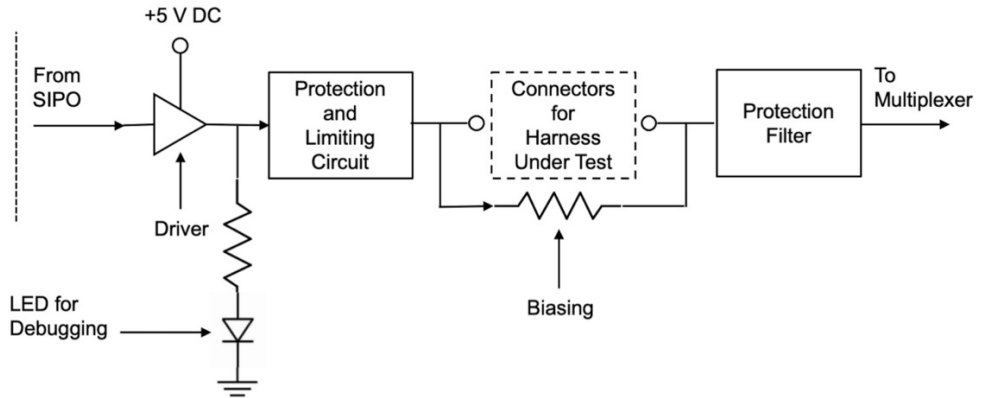 +5 V DC
From
SIPO
Protection
and
Limiting
Circuit
Connectors
for
Harness
Under Test
Protection
Filter
To
Multiplexer
Driver
Biasing
LED for
Debugging